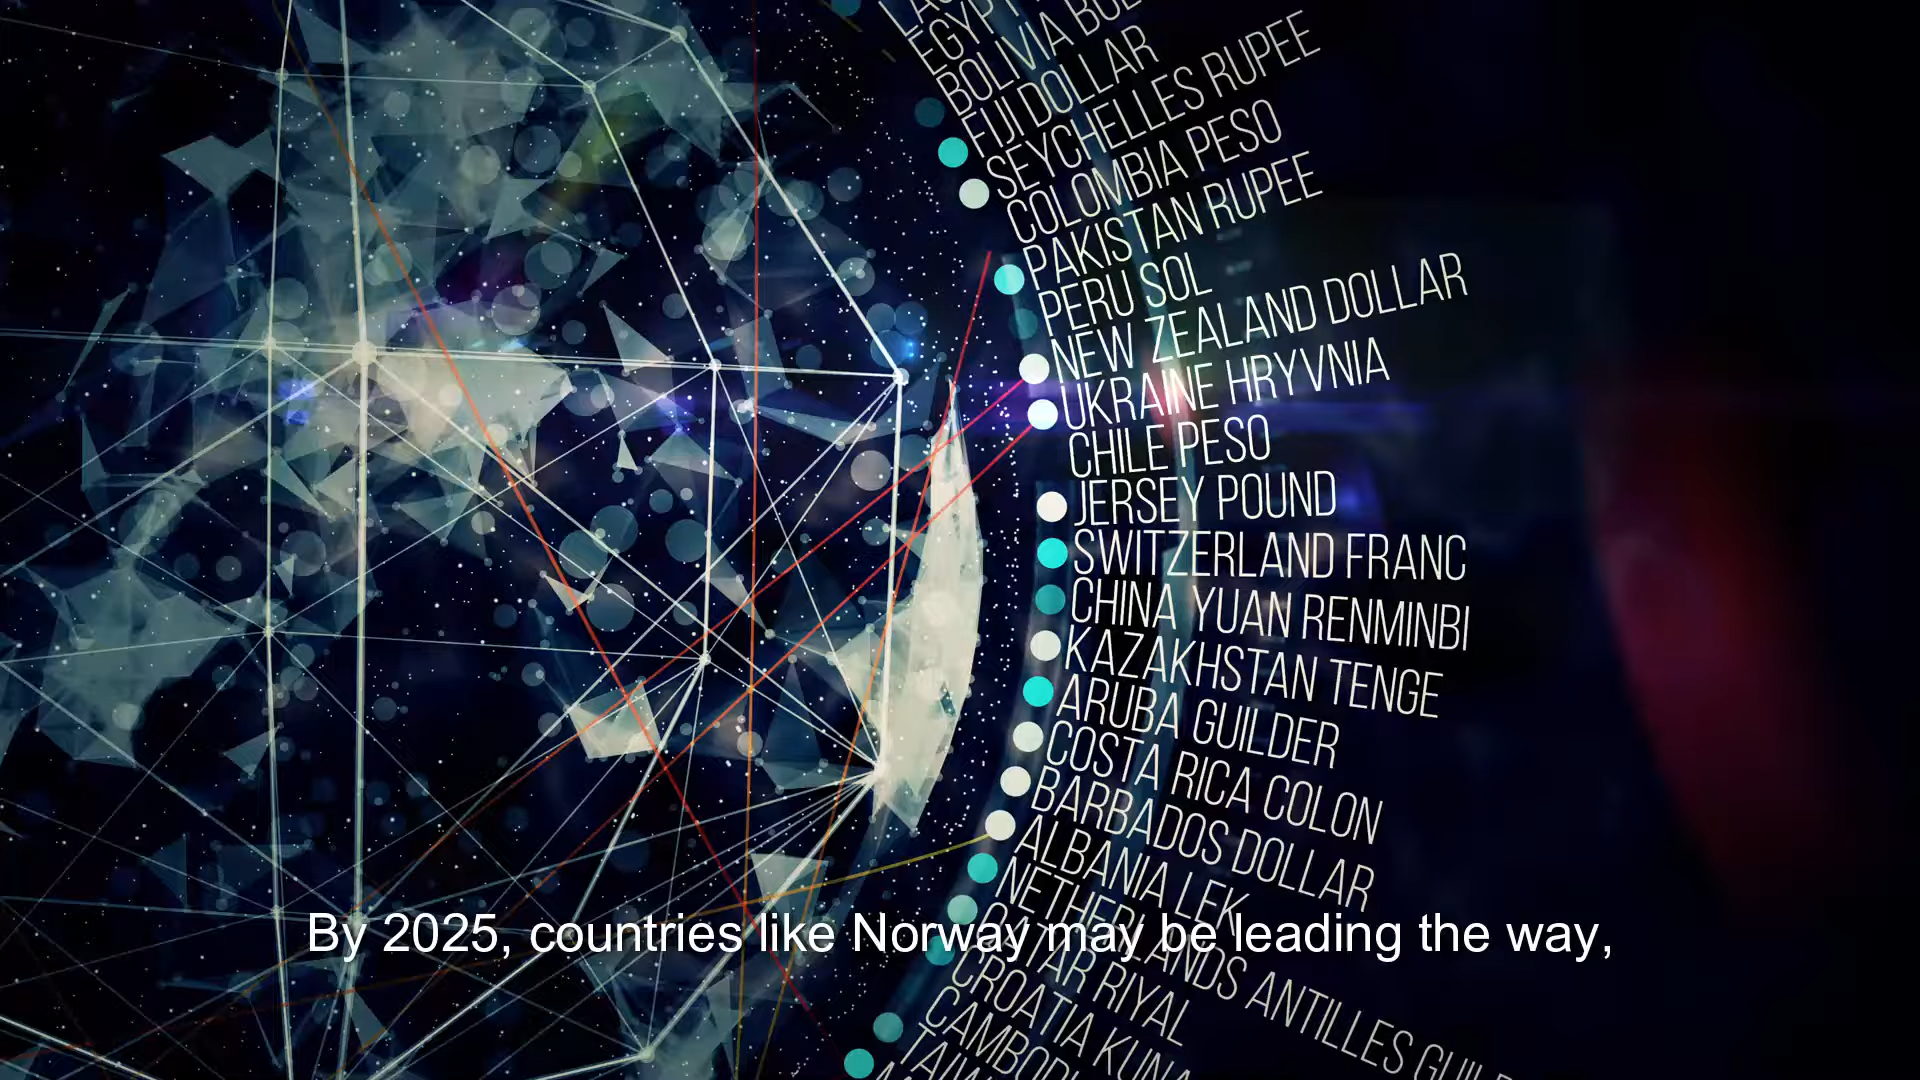 EGYPT
BOLIVIA
FIJI DOLLAR
SEYCHELLES RUPEE
COLOMBIA PESO
PAKISTAN RUPEE
PERU SOL
NEW ZEALAND DOLLAR
UKRAINE HRYVNIA
CHILE PESO
JERSEY POUND
SWITZERLAND FRANC
CHINA YUAN RENMINBI
KAZAKHSTAN TENGE
ARUBA GUILDER
COSTA RICA COLON
BARBADOS DOLLAR
ALBANIA LEK
NETHERLANDS ANTILLES
QATAR RIYAL
CROATIA KUNA
By 2025, countries like Norway may be leading the way,